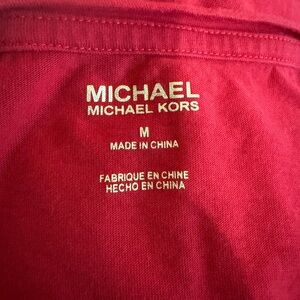 MICHAEL
MICHAEL KORS
M
MADE IN CHINA
FABRIQUE EN CHINE
HECHO EN CHINA